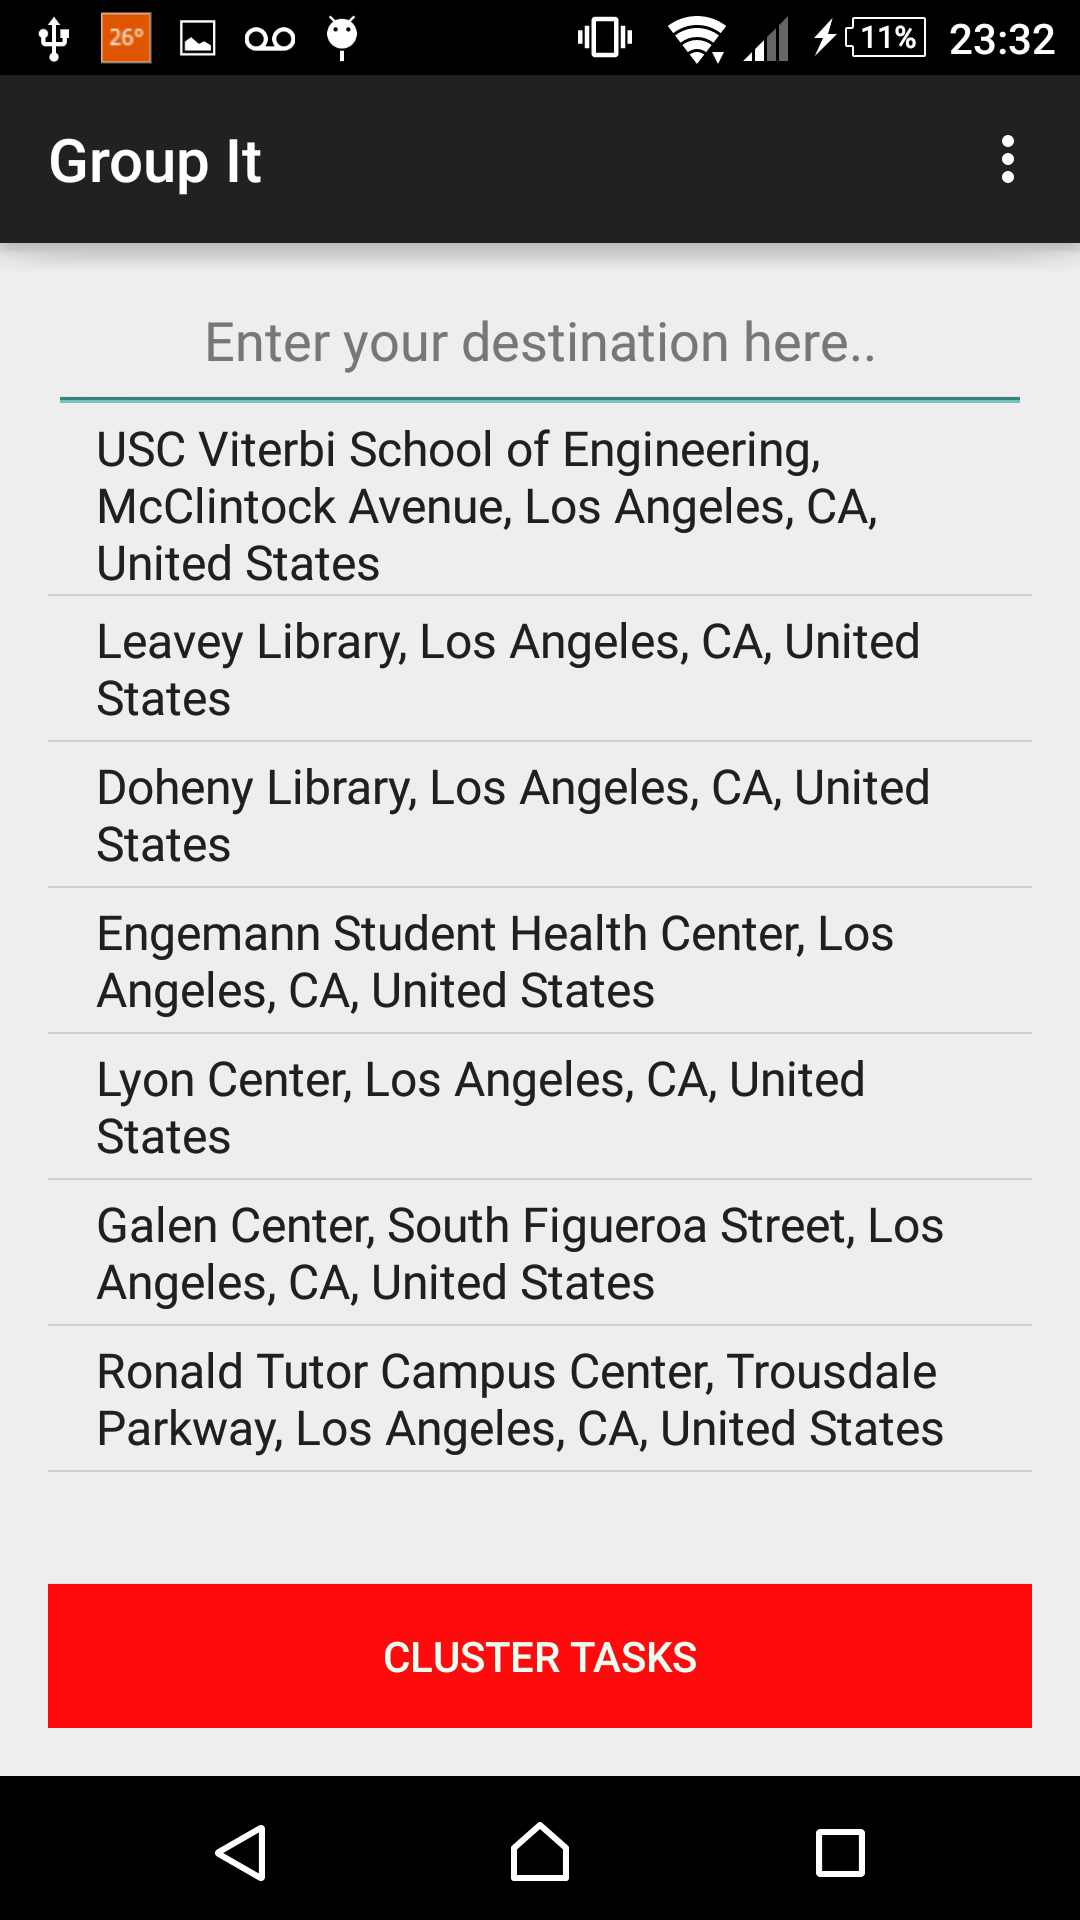 26° 11% 23:32
Group It
Enter your destination here..
USC Viterbi School of Engineering,
McClintock Avenue, Los Angeles, CA,
United States
Leavey Library, Los Angeles, CA, United
States
Doheny Library, Los Angeles, CA, United
States
Engemann Student Health Center, Los
Angeles, CA, United States
Lyon Center, Los Angeles, CA, United
States
Galen Center, South Figueroa Street, Los
Angeles, CA, United States
Ronald Tutor Campus Center, Trousdale
Parkway, Los Angeles, CA, United States
CLUSTER TASKS